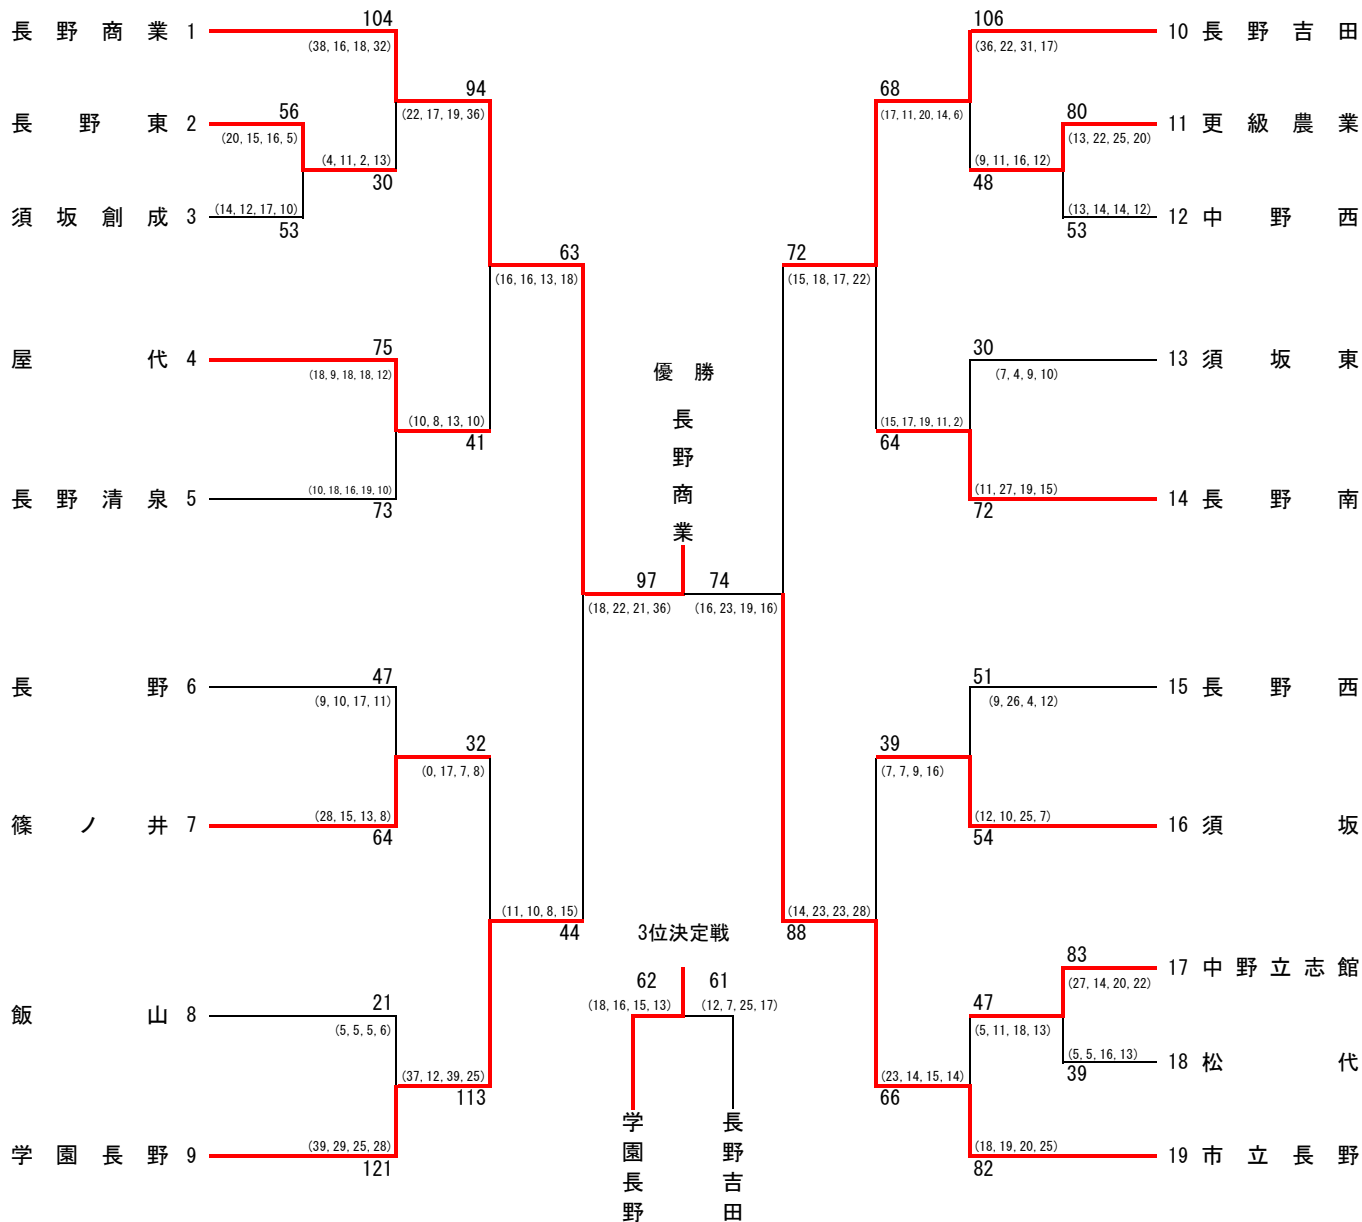 長野商業 1
104
(38, 16, 18, 32)
94
(22, 17, 19, 36)
長野東 2
56
(20, 15, 16, 5)
(4, 11, 2, 13)
30
須坂創成 3
(14, 12, 17, 10)
53
63
(16, 16, 13, 18)
屋代 4
75
(18, 9, 18, 18, 12)
(10, 8, 13, 10)
41
長野清泉 5
(10, 18, 16, 19, 10)
73
長野 6
47
(9, 10, 17, 11)
32
(0, 17, 7, 8)
篠ノ井 7
(28, 15, 13, 8)
64
(11, 10, 8, 15)
44
飯山 8
21
(5, 5, 5, 6)
(37, 12, 39, 25)
113
学園長野 9
(39, 29, 25, 28)
121
優勝
長野商業
97
(18, 22, 21, 36)
74
(16, 23, 19, 16)
3位決定戦
62
(18, 16, 15, 13)
61
(12, 7, 25, 17)
学園長野
長野吉田
106
10 長野吉田
(36, 22, 31, 17)
68
(17, 11, 20, 14, 6)
80
11 更級農業
(13, 22, 25, 20)
(9, 11, 16, 12)
48
(13, 14, 14, 12)
12 中野西
53
72
(15, 18, 17, 22)
30
13 須坂東
(7, 4, 9, 10)
(15, 17, 19, 11, 2)
64
(11, 27, 19, 15)
14 長野南
72
51
15 長野西
(9, 26, 4, 12)
39
(7, 7, 9, 16)
(12, 10, 25, 7)
16 須坂
54
(14, 23, 23, 28)
88
83
17 中野立志館
(27, 14, 20, 22)
47
(5, 11, 18, 13)
(5, 5, 16, 13)
18 松代
39
(23, 14, 15, 14)
66
(18, 19, 20, 25)
19 市立長野
82